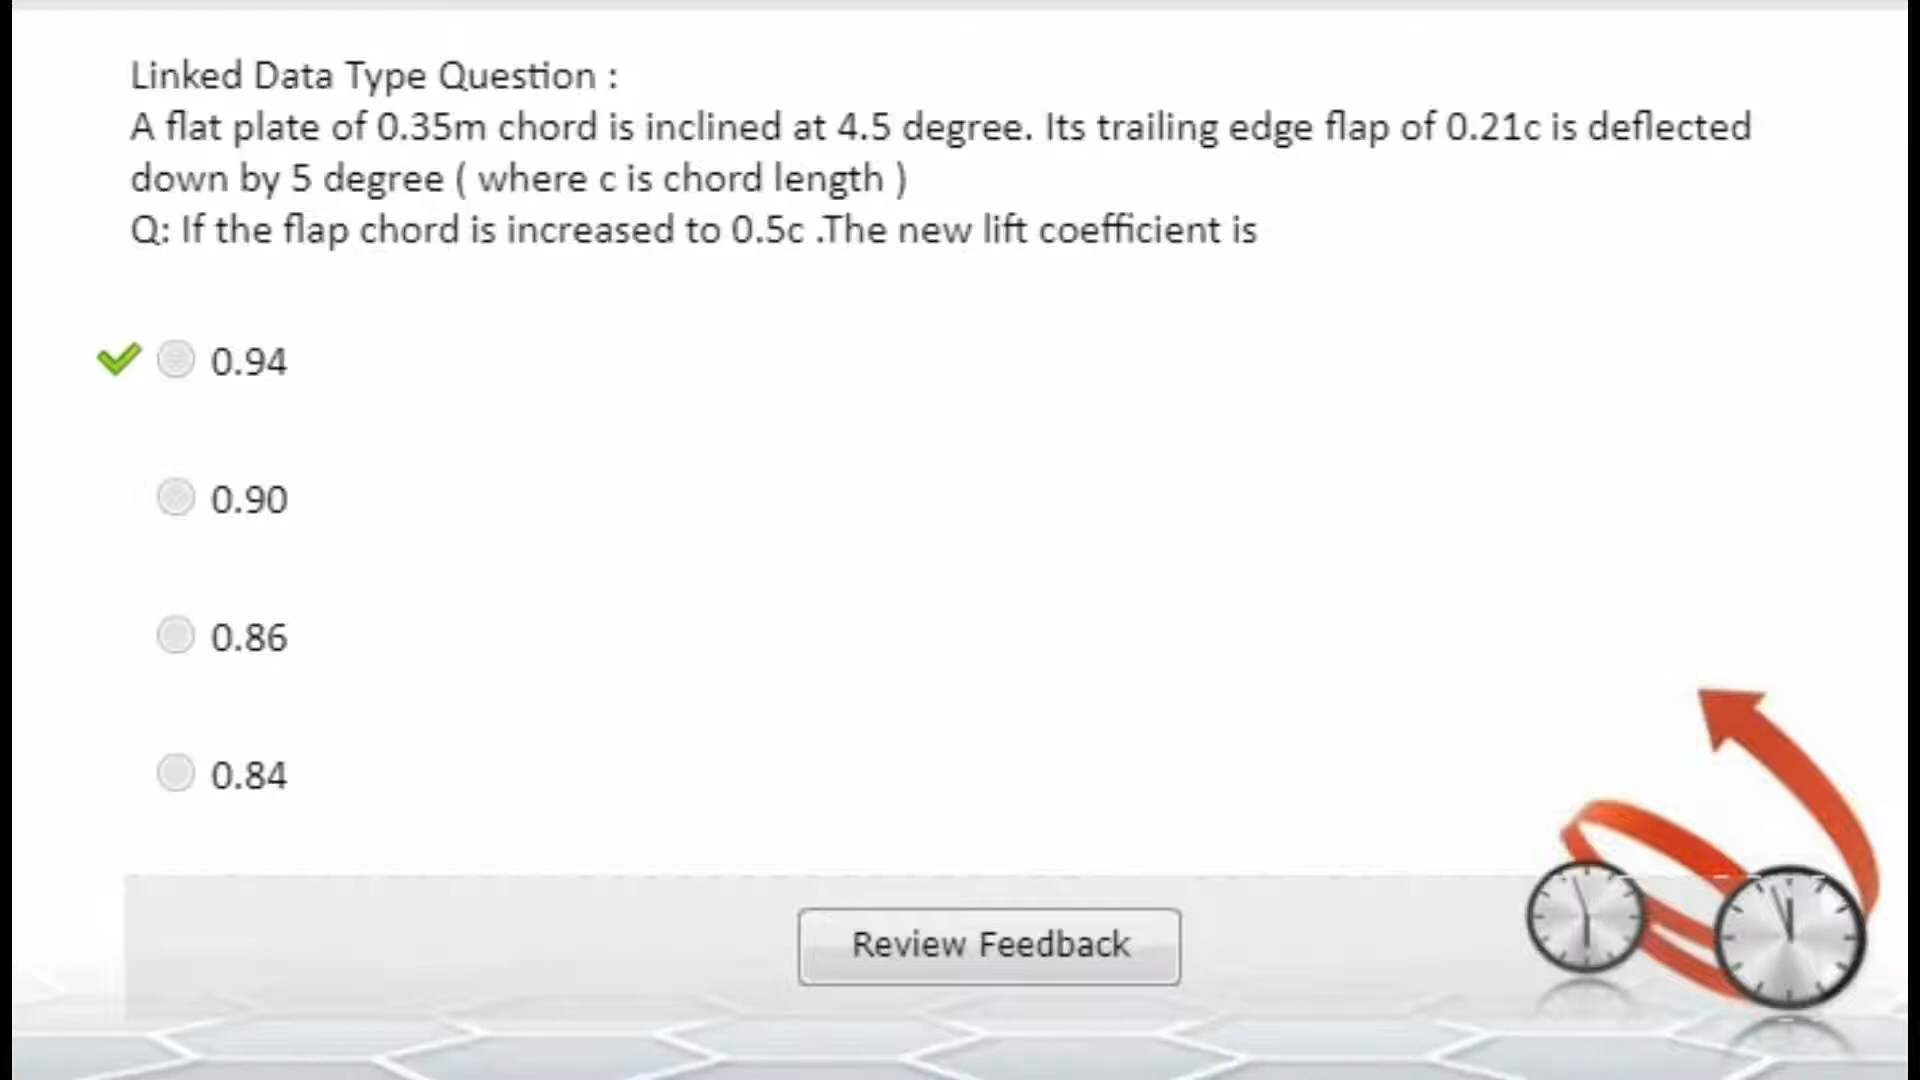 Linked Data Type Question :
A flat plate of 0.35m chord is inclined at 4.5 degree. Its trailing edge flap of 0.21c is deflected
down by 5 degree ( where c is chord length )
Q: If the flap chord is increased to 0.5c .The new lift coefficient is
0.94
0.90
0.86
0.84
Review Feedback